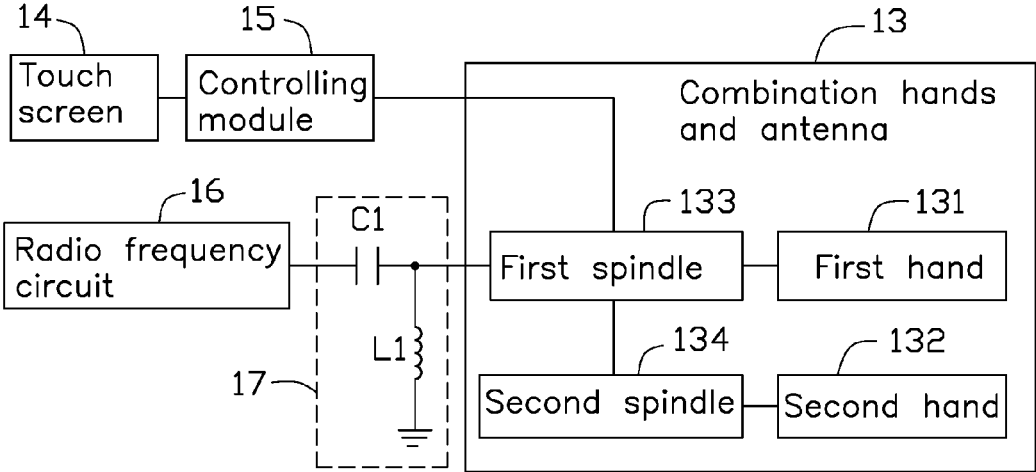 14
15
13
Touch
screen
Controlling
module
Combination hands
and antenna
16
C1
133
131
Radio frequency
circuit
First spindle
First hand
L1
134
132
17
Second spindle
Second hand